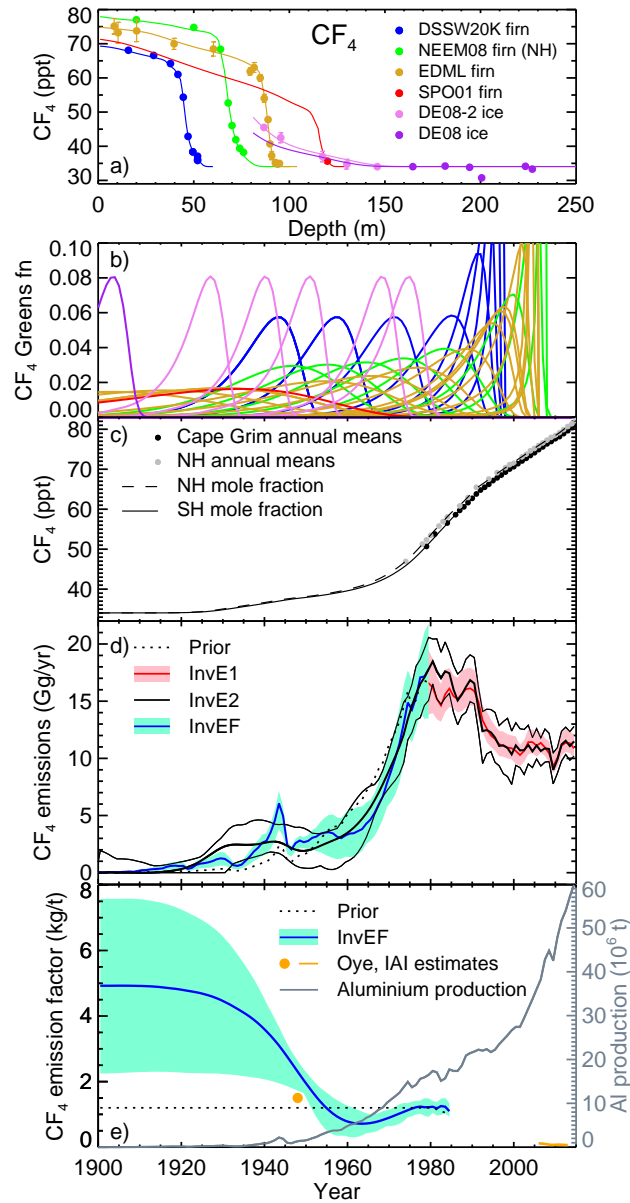 CF4
DSSW20K firn
NEEM08 firn (NH)
EDML firn
SPO01 firn
DE08-2 ice
DE08 ice
CF4 (ppt)
80
70
60
50
40
30
a)
0 50 100 150 200 250
Depth (m)
b)
CF4 Greens fn
0.10
0.08
0.06
0.04
0.02
0.00
c)
Cape Grim annual means
NH annual means
NH mole fraction
SH mole fraction
CF4 (ppt)
80
70
60
50
40
d)
Prior
InvE1
InvE2
InvEF
CF4 emissions (Gg/yr)
20
15
10
5
0
Prior
InvEF
Oye, IAI estimates
Aluminium production
CF4 emission factor (kg/t)
8
6
4
2
0
e)
60
50
40
30
20
10
0
Al production (10^6 t)
1900 1920 1940 1960 1980 2000
Year